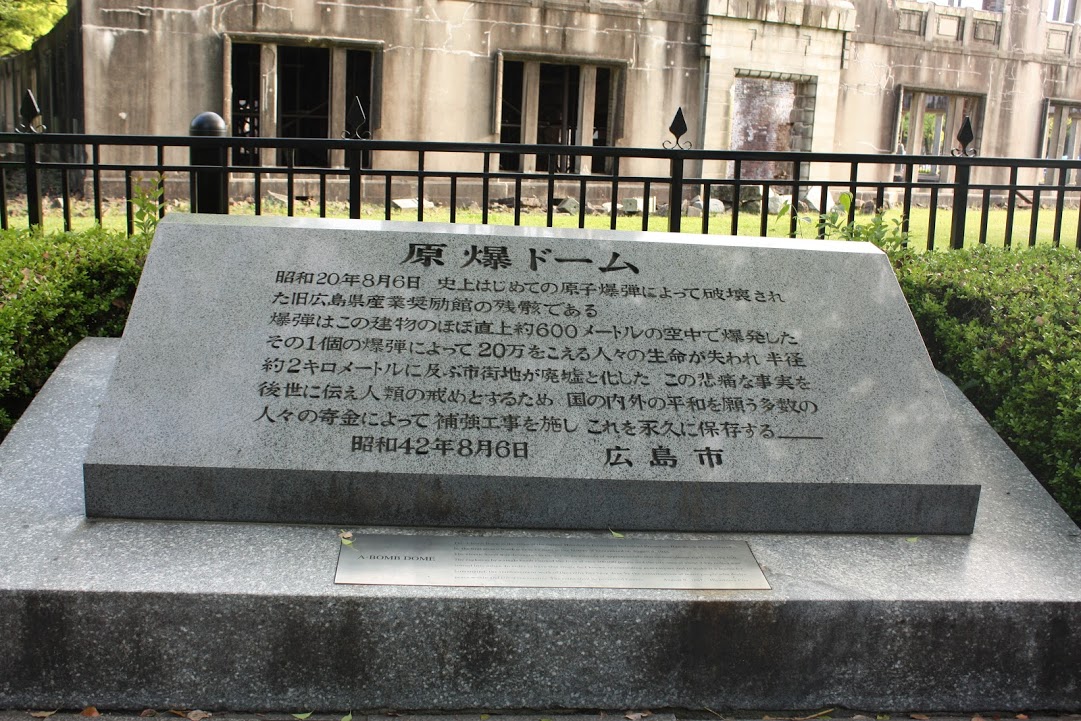 原爆ドーム
昭和20年8月6日 史上はじめての原子爆弾によって破壊され
た旧広島県産業奨励館の残骸である
爆弾はこの建物のほぼ直上約600メートルの空中で爆発した
その1個の爆弾によって20万をこえる人々の生命が失われ 半径
約2キロメートルに及ぶ市街地が廃墟と化した この悲痛な事実を
後世に伝え人類の戒めとするため 国の内外の平和を願う多数の
人々の寄金によって補強工事を施し これを永久に保存する
昭和42年8月6日 広島市
A-BOMB DOME